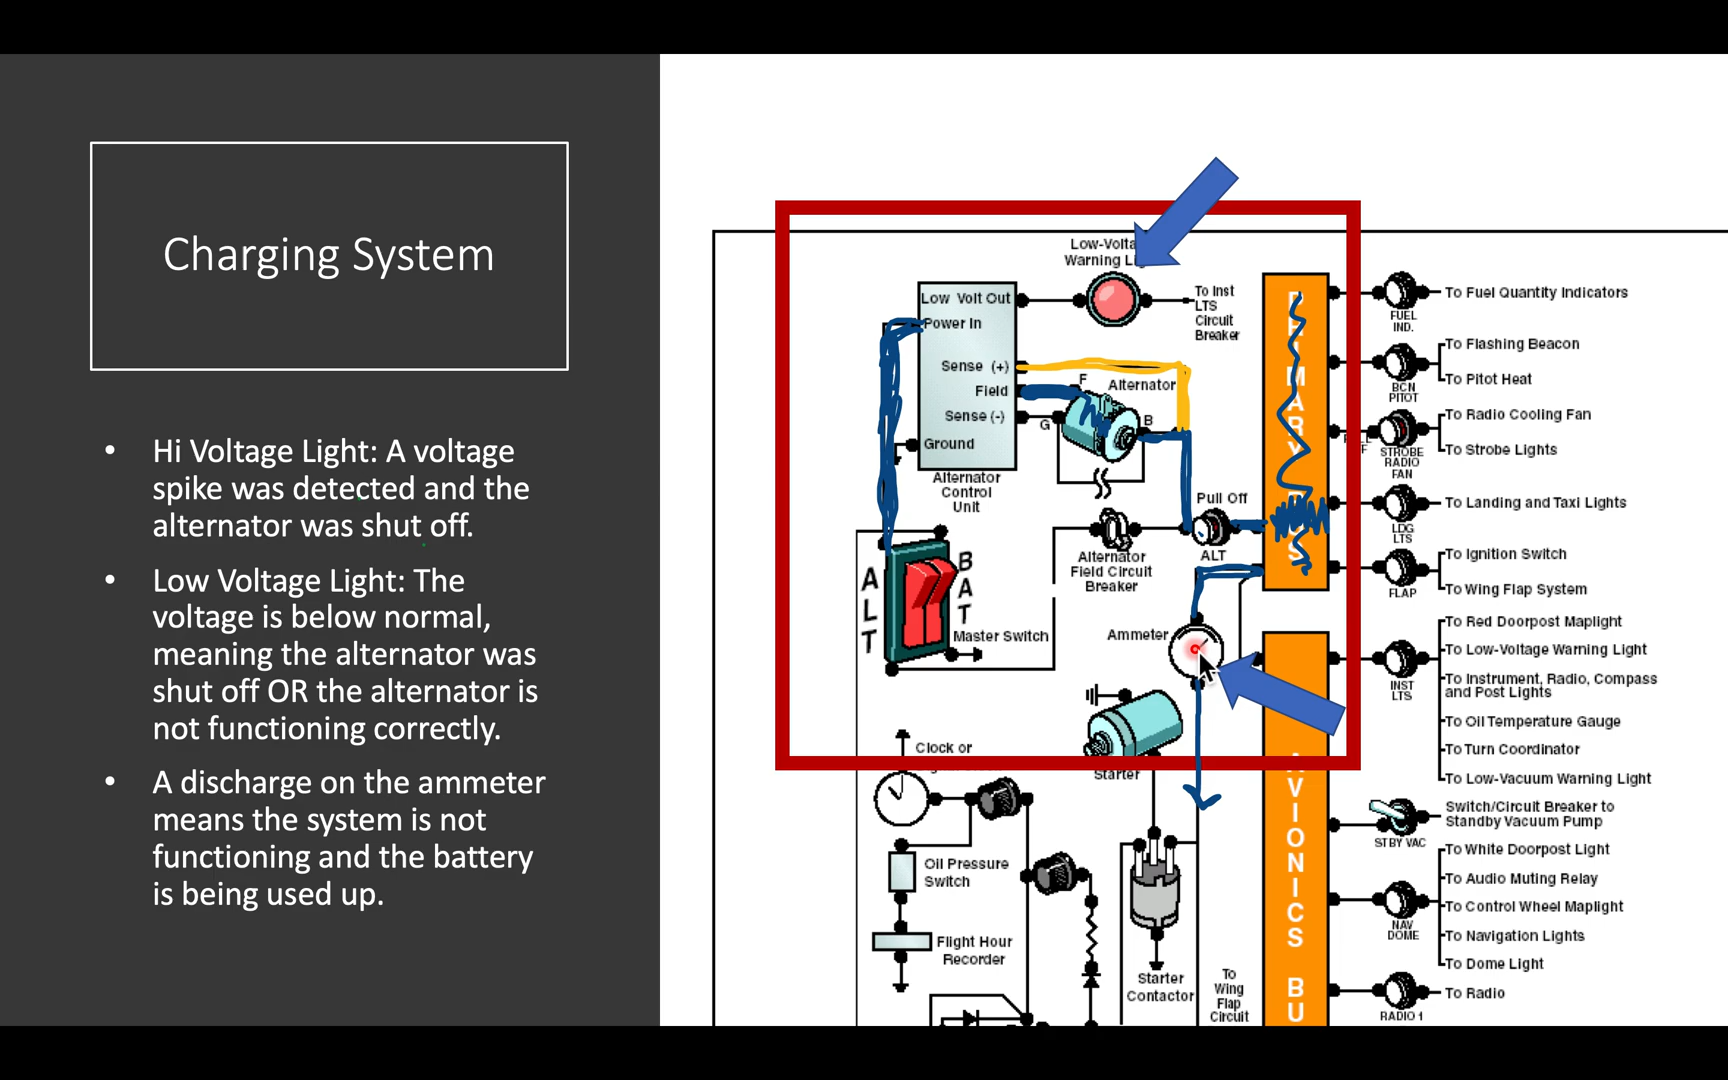 Charging System
• Hi Voltage Light: A voltage
spike was detected and the
alternator was shut off.
• Low Voltage Light: The
voltage is below normal,
meaning the alternator was
shut off OR the alternator is
not functioning correctly.
• A discharge on the ammeter
means the system is not
functioning and the battery
is being used up.
Low-Volta
Warning Li
Low Volt Out
Power In
Sense (+)
Field
Sense (-)
Ground
Alternator
Control
Unit
To Inst
LTS
Circuit
Breaker
F
Alternator
B
G
Pull Off
ALT
Alternator
Field Circuit
Breaker
ALT
BAT
Master Switch
Ammeter
Starter
Clock or
Oil Pressure
Switch
Flight Hour
Recorder
Starter
Contactor
To
Wing
Flap
Circuit
PRIMARY BUS
AVIONICS BU
FUEL
IND.
To Fuel Quantity Indicators
BCN
PITOT
To Flashing Beacon
To Pitot Heat
STROBE
RADIO
FAN
To Radio Cooling Fan
To Strobe Lights
LDG
LTS
To Landing and Taxi Lights
FLAP
To Ignition Switch
To Wing Flap System
INST
LTS
To Red Doorpost Maplight
To Low-Voltage Warning Light
To Instrument, Radio, Compass
and Post Lights
To Oil Temperature Gauge
To Turn Coordinator
To Low-Vacuum Warning Light
STBY VAC
Switch/Circuit Breaker to
Standby Vacuum Pump
NAV
DOME
To White Doorpost Light
To Audio Muting Relay
To Control Wheel Maplight
To Navigation Lights
To Dome Light
RADIO 1
To Radio